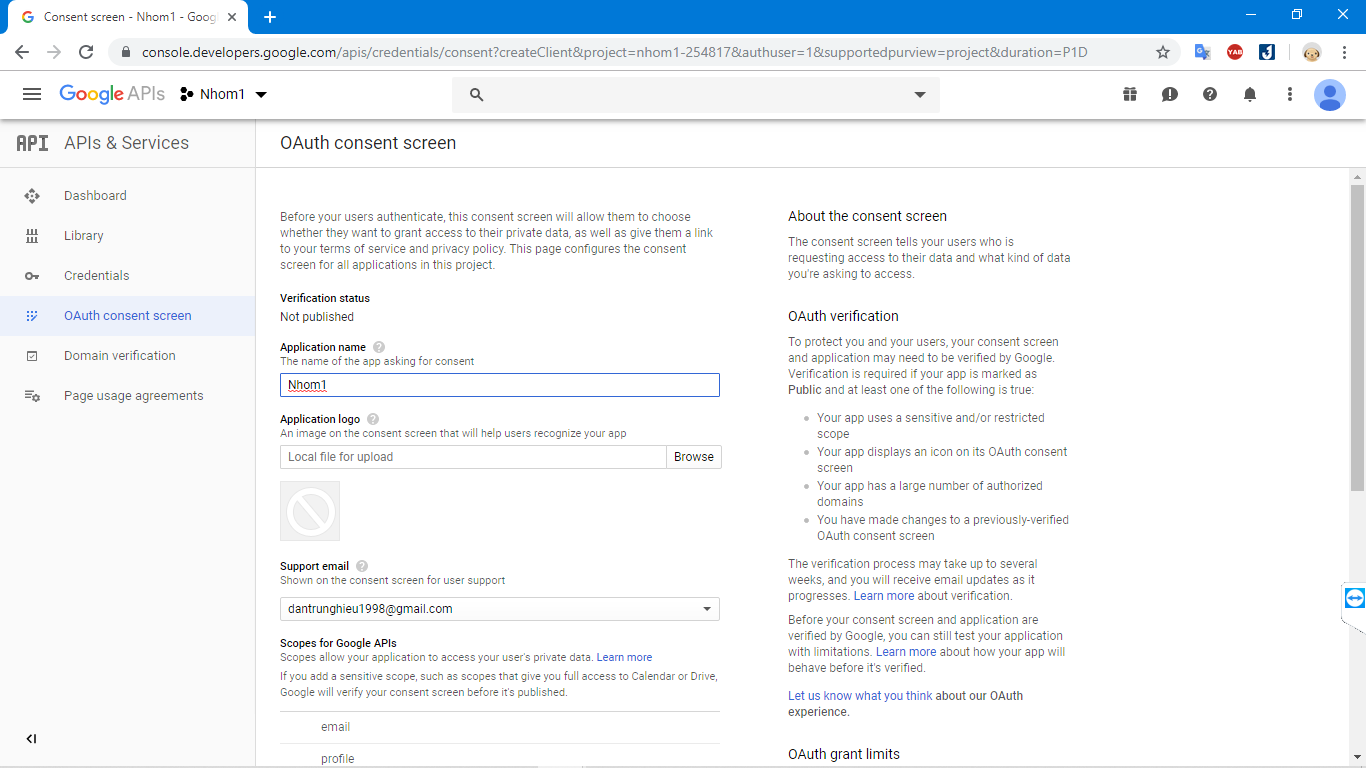 Consent screen - Nhom1 - Goog
console.developers.google.com/apis/credentials/consent?createClient&project=nhom1-254817&authuser=1&supportedpurview=project&duration=P1D
YAB
Google APIs
Nhom1
API APIs & Services
OAuth consent screen
Dashboard
Library
Credentials
OAuth consent screen
Domain verification
Page usage agreements
Before your users authenticate, this consent screen will allow them to choose
whether they want to grant access to their private data, as well as give them a link
to your terms of service and privacy policy. This page configures the consent
screen for all applications in this project.
Verification status
Not published
Application name
The name of the app asking for consent
Nhom1
Application logo
An image on the consent screen that will help users recognize your app
Local file for upload
Browse
Support email
Shown on the consent screen for user support
dantrunghieu1998@gmail.com
Scopes for Google APIs
Scopes allow your application to access your user's private data. Learn more
If you add a sensitive scope, such as scopes that give you full access to Calendar or Drive,
Google will verify your consent screen before it's published.
email
profile
About the consent screen
The consent screen tells your users who is
requesting access to their data and what kind of data
you're asking to access.
OAuth verification
To protect you and your users, your consent screen
and application may need to be verified by Google.
Verification is required if your app is marked as
Public and at least one of the following is true:
Your app uses a sensitive and/or restricted
scope
Your app displays an icon on its OAuth consent
screen
Your app has a large number of authorized
domains
You have made changes to a previously-verified
OAuth consent screen
The verification process may take up to several
weeks, and you will receive email updates as it
progresses. Learn more about verification.
Before your consent screen and application are
verified by Google, you can still test your application
with limitations. Learn more about how your app will
behave before it's verified.
Let us know what you think about our OAuth
experience.
OAuth grant limits